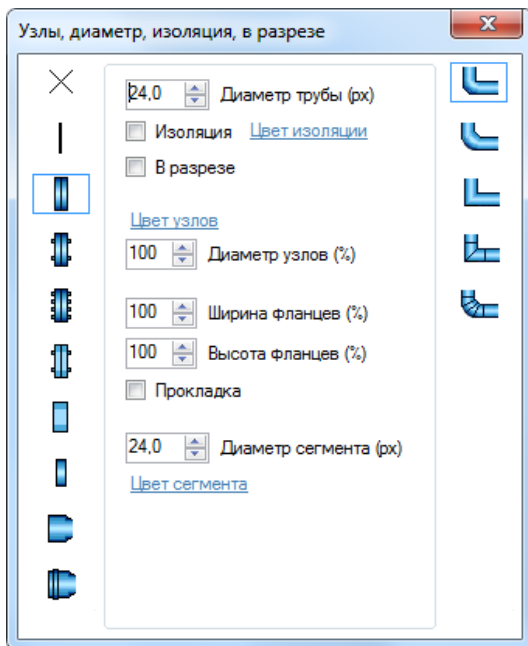 Узлы, диаметр, изоляция, в разрезе
24,0 Диаметр трубы (px)
Изоляция Цвет изоляции
В разрезе
Цвет узлов
100 Диаметр узлов (%)
100 Ширина фланцев (%)
100 Высота фланцев (%)
Прокладка
24,0 Диаметр сегмента (px)
Цвет сегмента